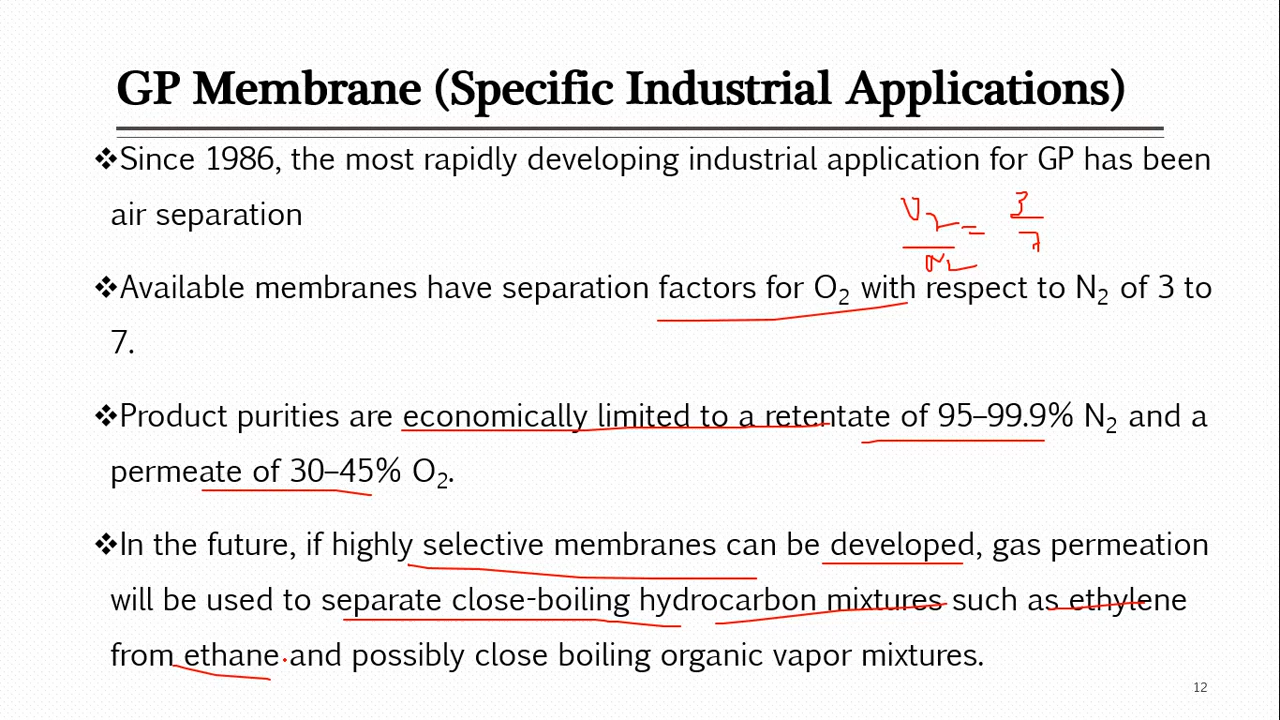 GP Membrane (Specific Industrial Applications)
❖Since 1986, the most rapidly developing industrial application for GP has been
air separation
❖Available membranes have separation factors for O₂ with respect to N₂ of 3 to
7.
❖Product purities are economically limited to a retentate of 95–99.9% N₂ and a
permeate of 30–45% O₂.
❖In the future, if highly selective membranes can be developed, gas permeation
will be used to separate close-boiling hydrocarbon mixtures such as ethylene
from ethane and possibly close boiling organic vapor mixtures.
12